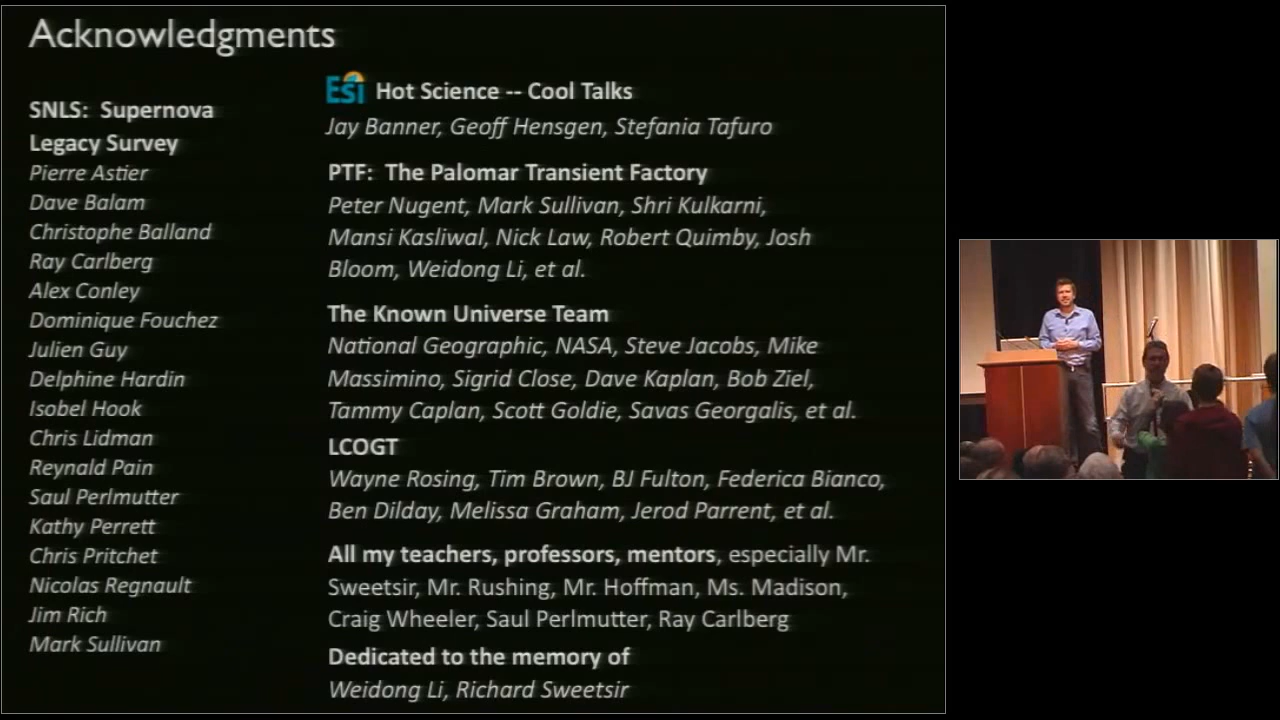 Acknowledgments
SNLS: Supernova
Legacy Survey
Pierre Astier
Dave Balam
Christophe Balland
Ray Carlberg
Alex Conley
Dominique Fouchez
Julien Guy
Delphine Hardin
Isobel Hook
Chris Lidman
Reynald Pain
Saul Perlmutter
Kathy Perrett
Chris Pritchet
Nicolas Regnault
Jim Rich
Mark Sullivan
ESI Hot Science -- Cool Talks
Jay Banner, Geoff Hensgen, Stefania Tafuro
PTF: The Palomar Transient Factory
Peter Nugent, Mark Sullivan, Shri Kulkarni,
Mansi Kasliwal, Nick Law, Robert Quimby, Josh
Bloom, Weidong Li, et al.
The Known Universe Team
National Geographic, NASA, Steve Jacobs, Mike
Massimino, Sigrid Close, Dave Kaplan, Bob Ziel,
Tammy Caplan, Scott Goldie, Savas Georgalis, et al.
LCOGT
Wayne Rosing, Tim Brown, BJ Fulton, Federica Bianco,
Ben Dilday, Melissa Graham, Jerod Parrent, et al.
All my teachers, professors, mentors, especially Mr.
Sweetsir, Mr. Rushing, Mr. Hoffman, Ms. Madison,
Craig Wheeler, Saul Perlmutter, Ray Carlberg
Dedicated to the memory of
Weidong Li, Richard Sweetsir